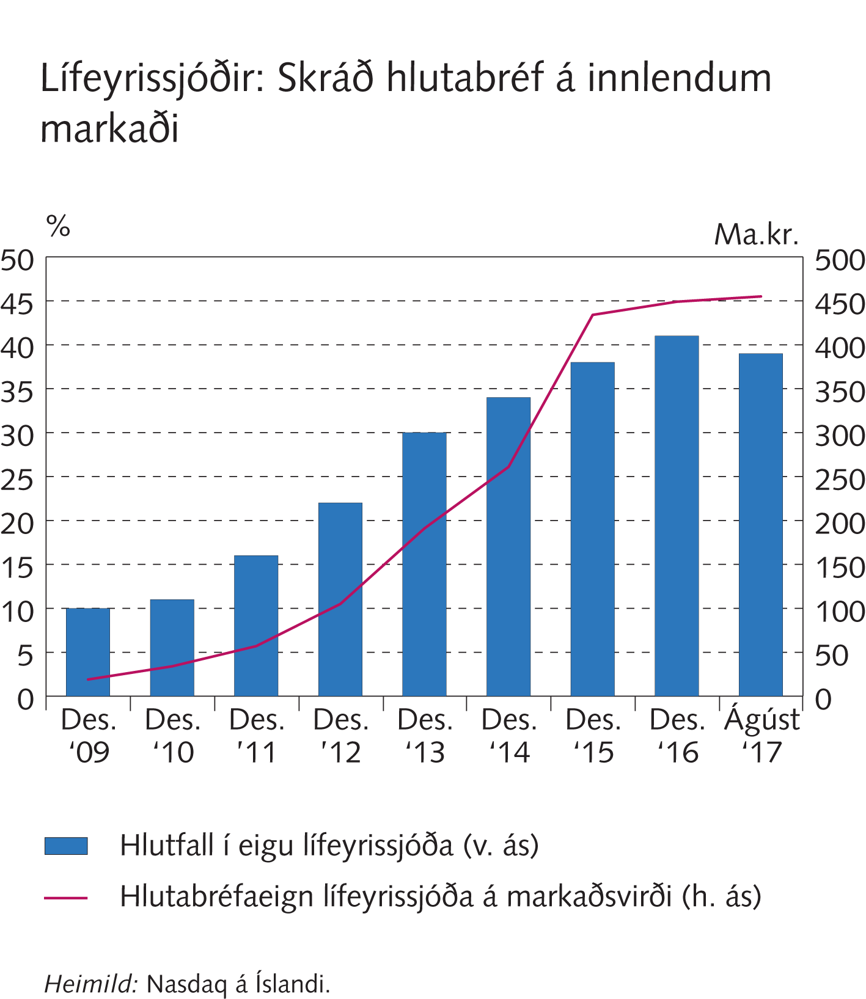 Lífeyrissjóðir: Skráð hlutabréf á innlendum
markaði
%
Ma.kr.
50
45
40
35
30
25
20
15
10
5
0
500
450
400
350
300
250
200
150
100
50
0
Des. Des. Des. Des. Des. Des. Des. Des. Ágúst
‘09 ‘10 ’11 ’12 ‘13 ‘14 ‘15 ‘16 ‘17
Hlutfall í eigu lífeyrissjóða (v. ás)
Hlutabréfaeign lífeyrissjóða á markaðsvirði (h. ás)
Heimild: Nasdaq á Íslandi.